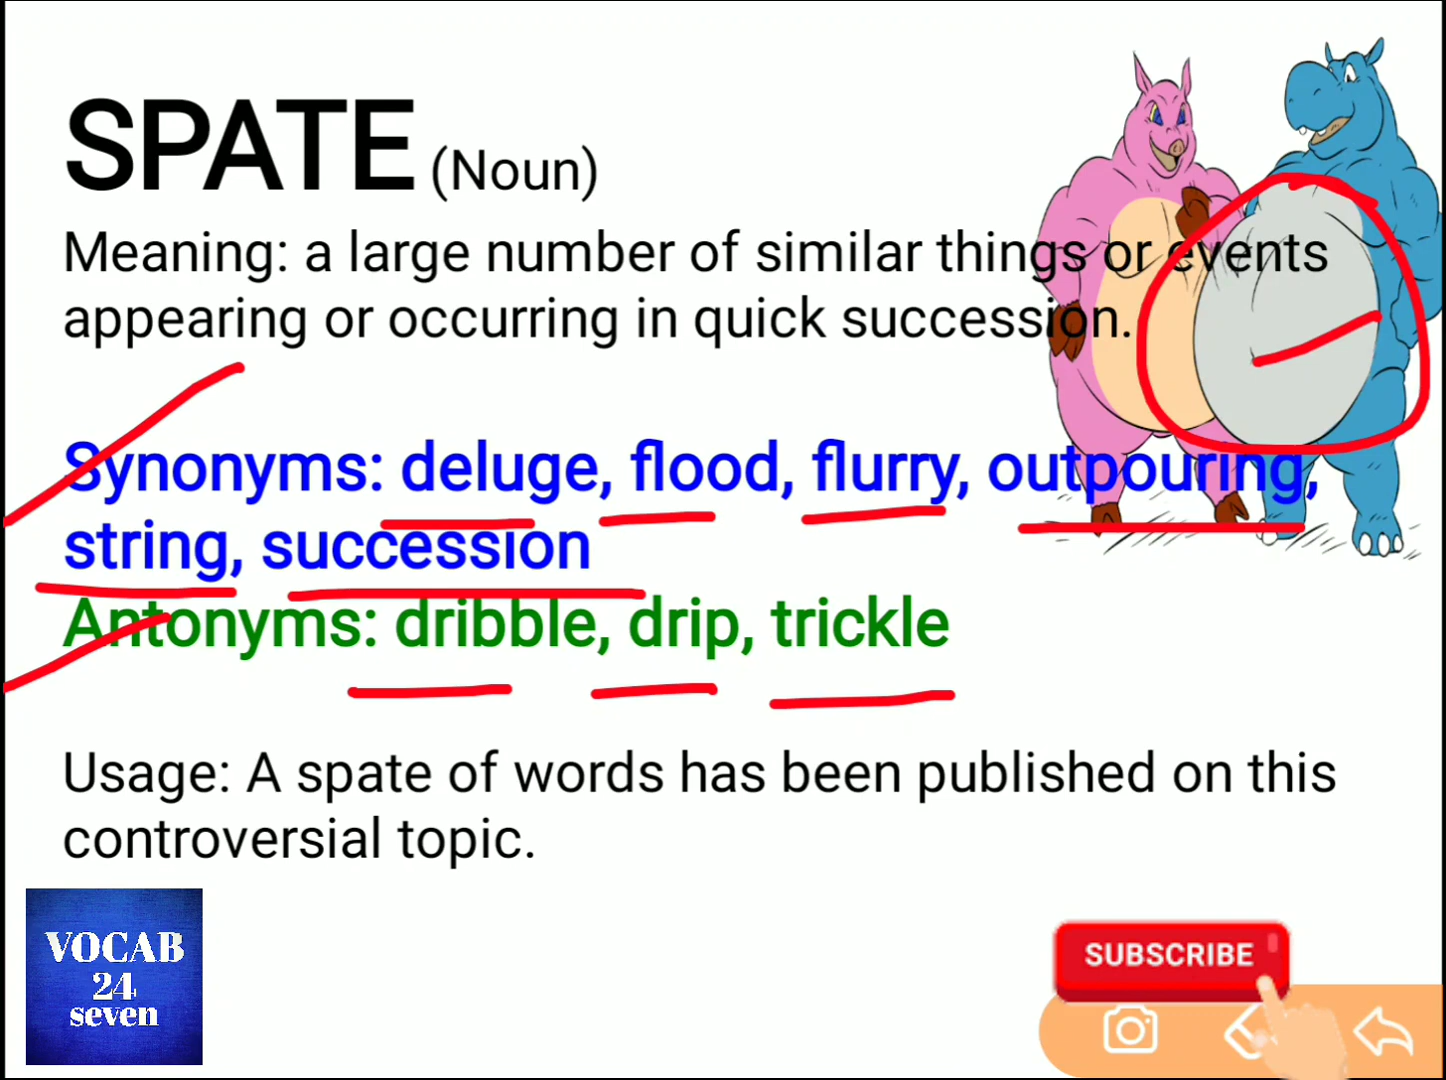 SPATE (Noun)
Meaning: a large number of similar things or events
appearing or occurring in quick succession.
Synonyms: deluge, flood, flurry, outpouring,
string, succession
Antonyms: dribble, drip, trickle
Usage: A spate of words has been published on this
controversial topic.
VOCAB
24
seven
SUBSCRIBE